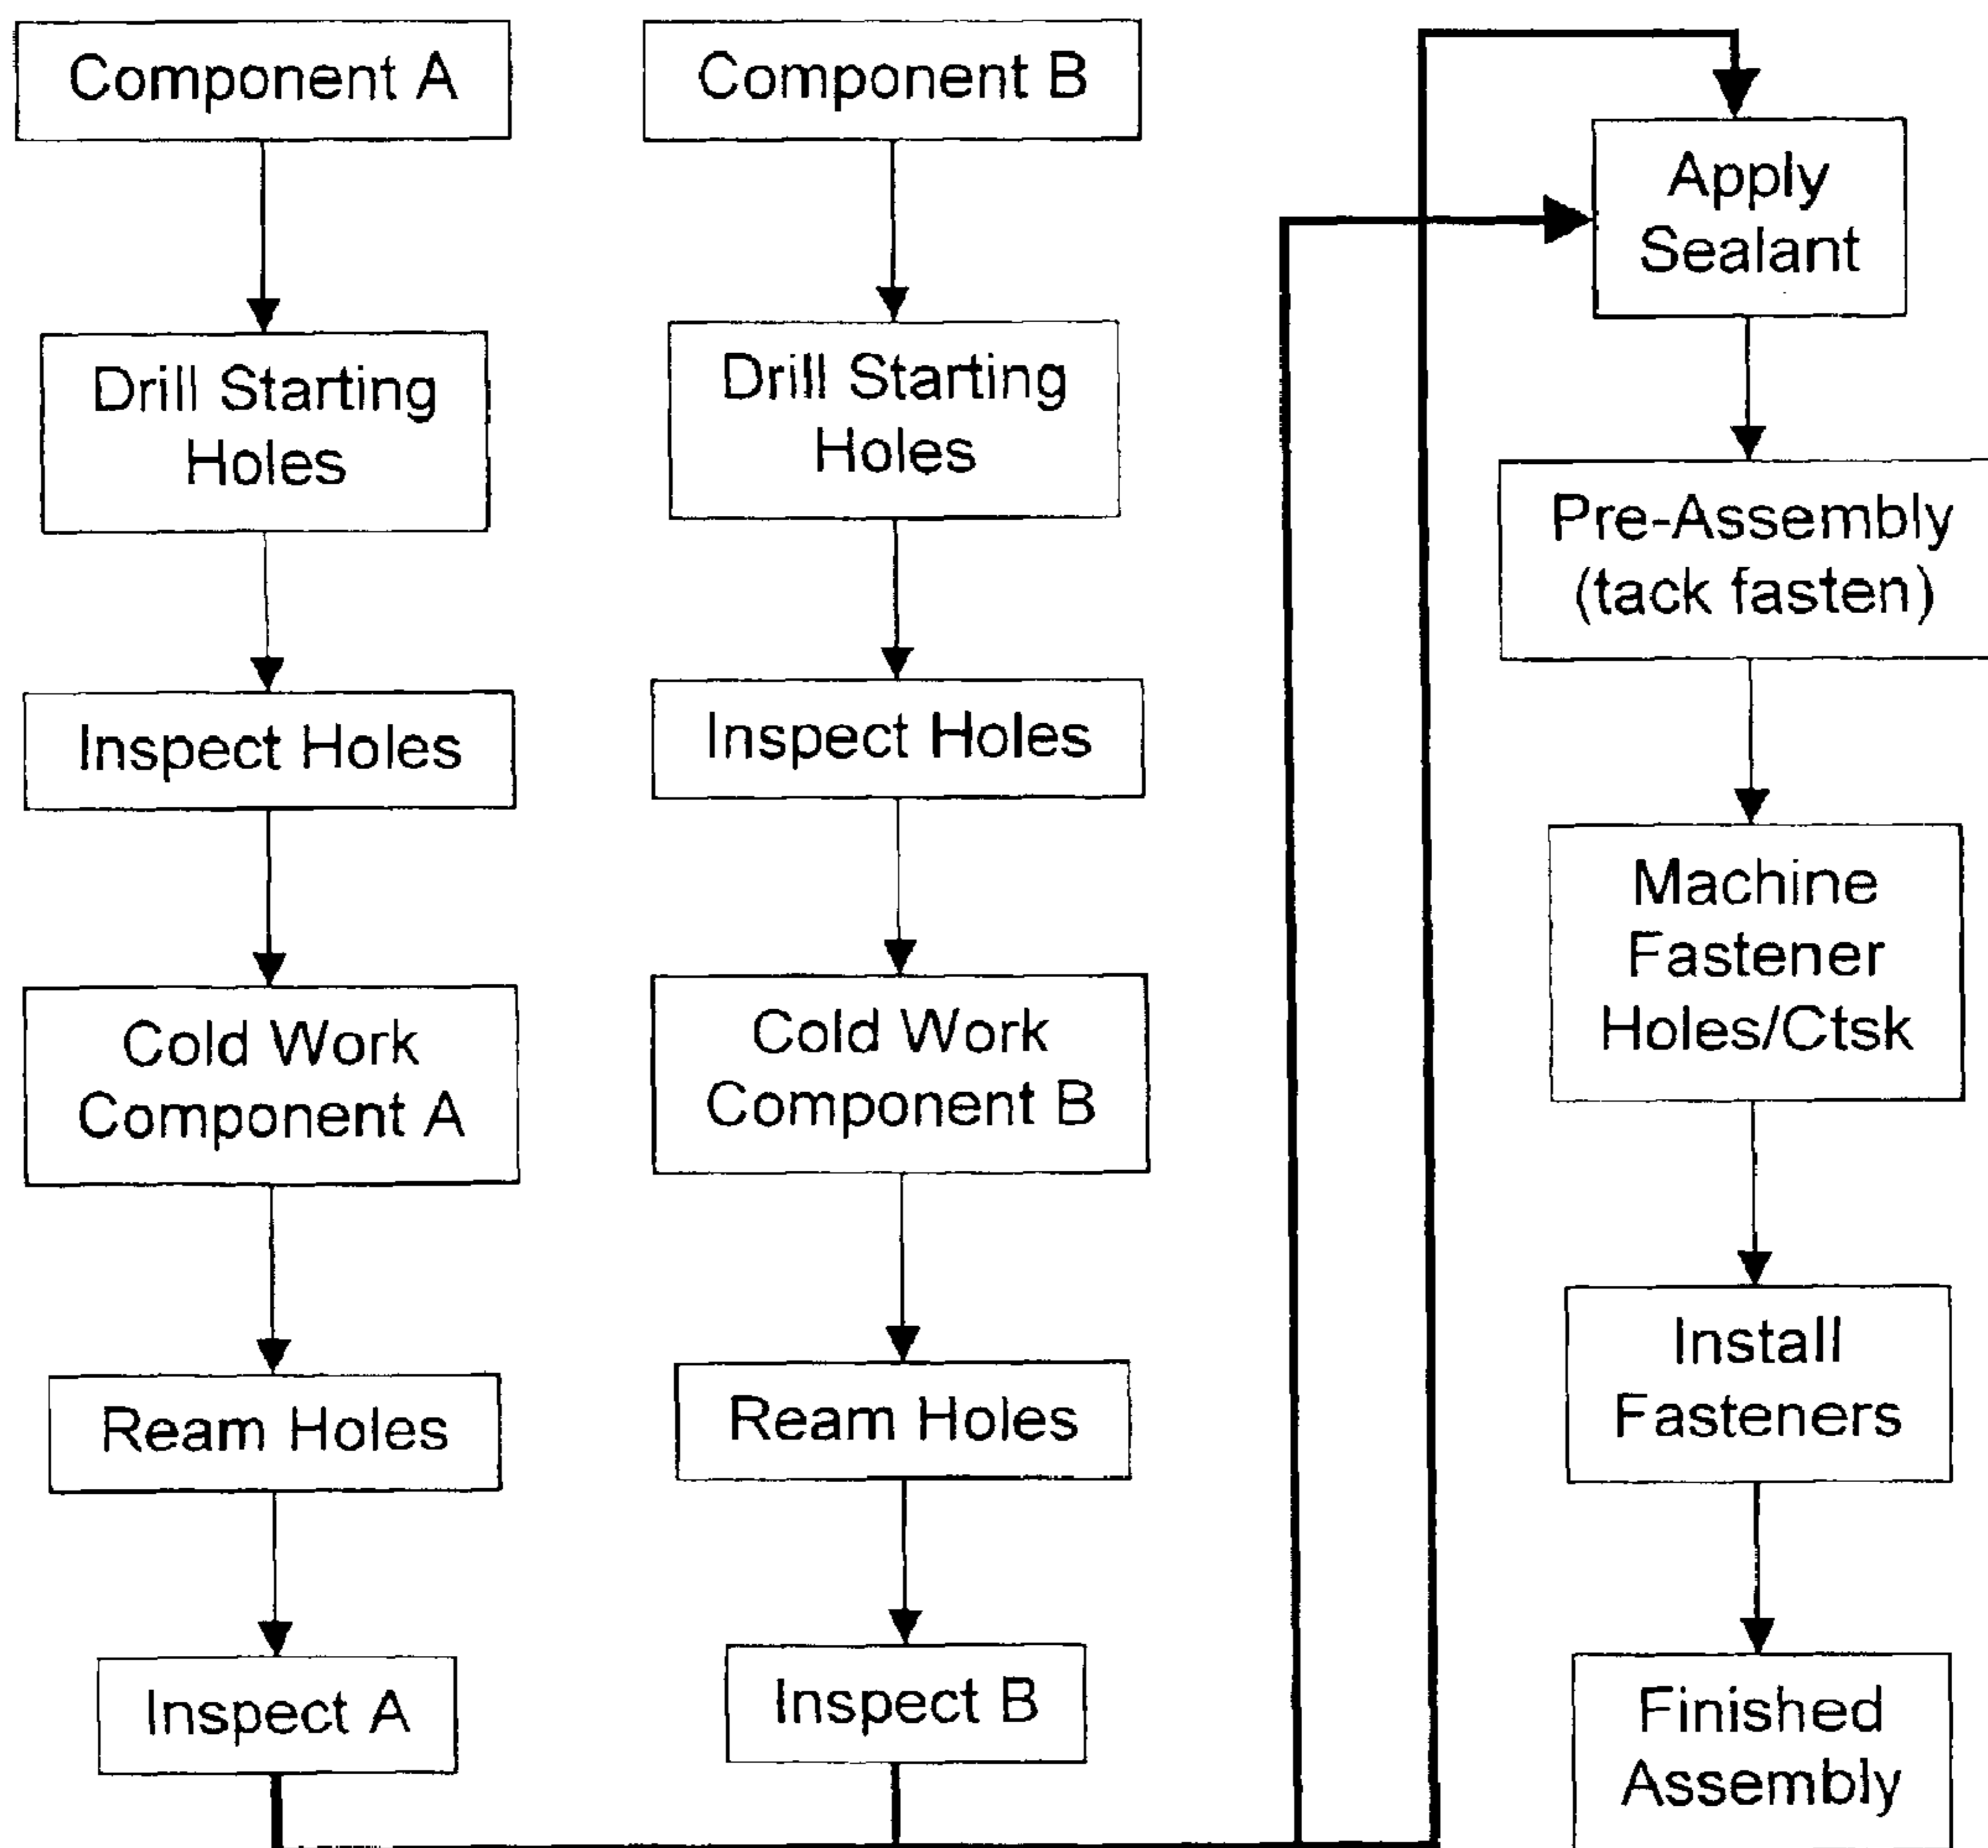 Component A
Drill Starting
Holes
Inspect Holes
Cold Work
Component A
Ream Holes
Inspect A
Component B
Drill Starting
Holes
Inspect Holes
Cold Work
Component B
Ream Holes
Inspect B
Apply
Sealant
Pre-Assembly
(tack fasten)
Machine
Fastener
Holes/Ctsk
Install
Fasteners
Finished
Assembly